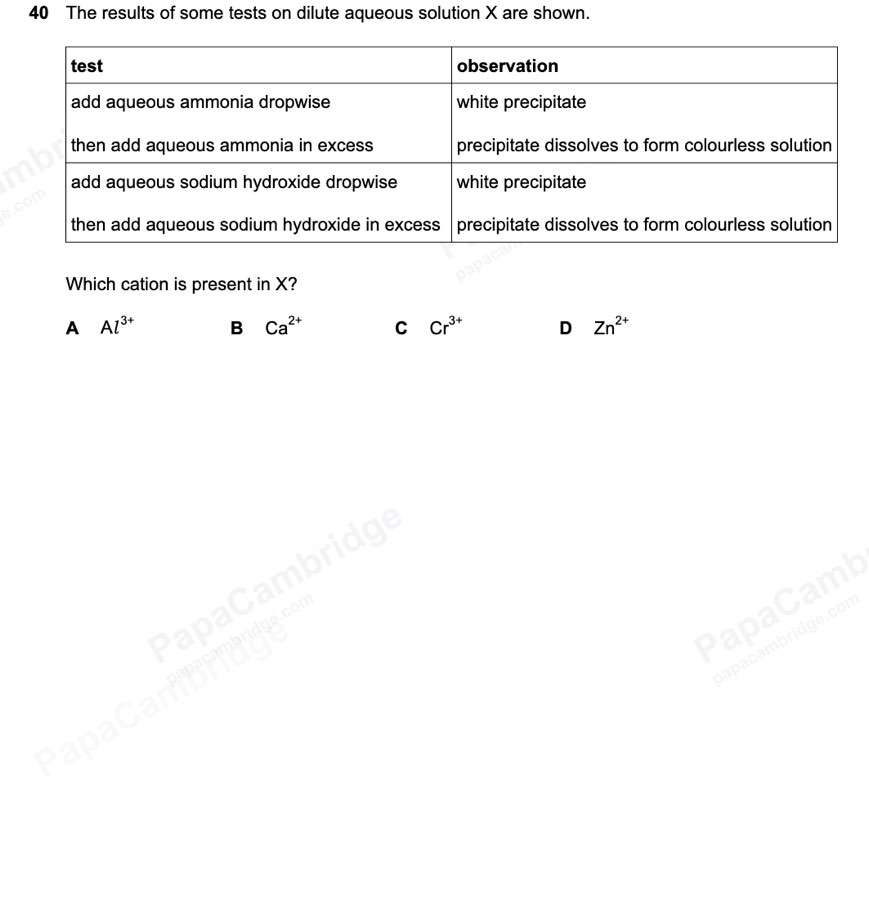 40 The results of some tests on dilute aqueous solution X are shown.
test observation
add aqueous ammonia dropwise white precipitate
then add aqueous ammonia in excess precipitate dissolves to form colourless solution
add aqueous sodium hydroxide dropwise white precipitate
then add aqueous sodium hydroxide in excess precipitate dissolves to form colourless solution
Which cation is present in X?
A Al³⁺ B Ca²⁺ C Cr³⁺ D Zn²⁺
PapaCambridge
papacambridge.com
PapaCambridge
PapaCamb
papacambridge.com